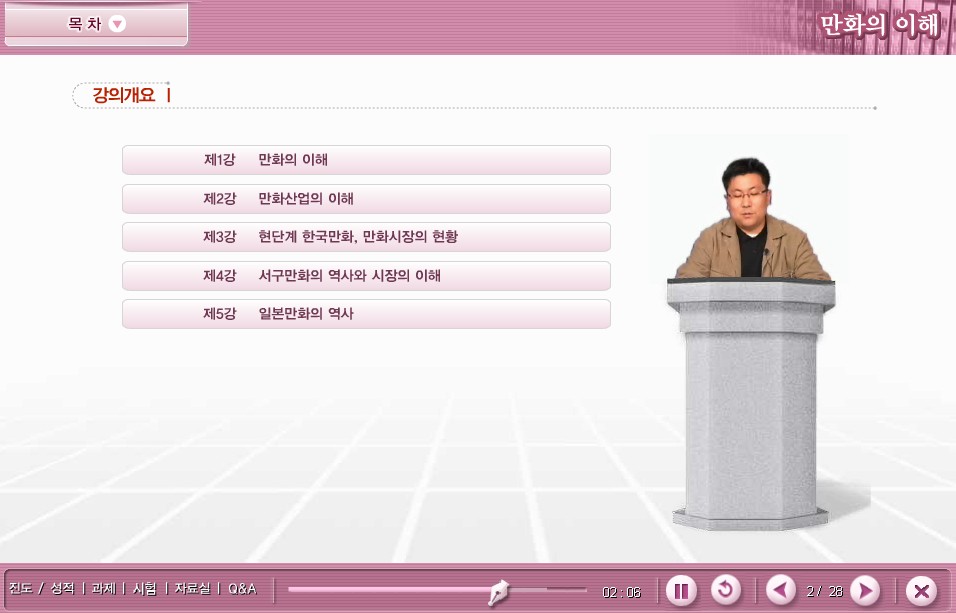 목 차
만화의 이해
강의개요
제1강 만화의 이해
제2강 만화산업의 이해
제3강 현단계 한국만화, 만화시장의 현황
제4강 서구만화의 역사와 시장의 이해
제5강 일본만화의 역사
진도 / 성적 | 과제 | 시험 | 자료실 | Q&A
02:08
2 / 28